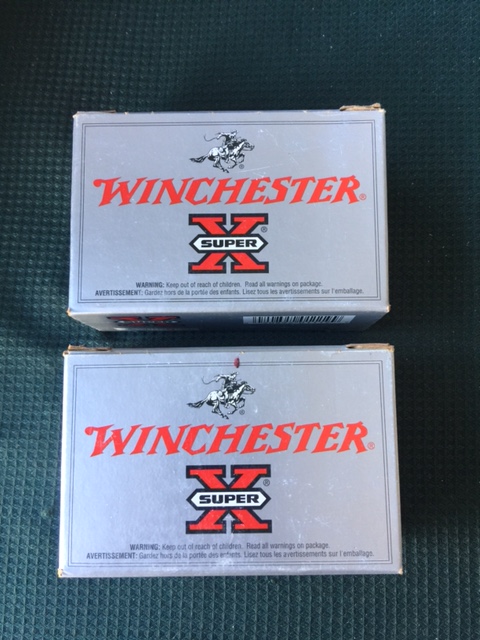 WINCHESTER®
X®
SUPER
WARNING: Keep out of reach of children. Read all warnings on package.
AVERTISSEMENT: Gardez hors de la portée des enfants. Lisez tous les avertissements sur l'emballage.
WINCHESTER®
X®
SUPER
WARNING: Keep out of reach of children. Read all warnings on package.
AVERTISSEMENT: Gardez hors de la portée des enfants. Lisez tous les avertissements sur l'emballage.